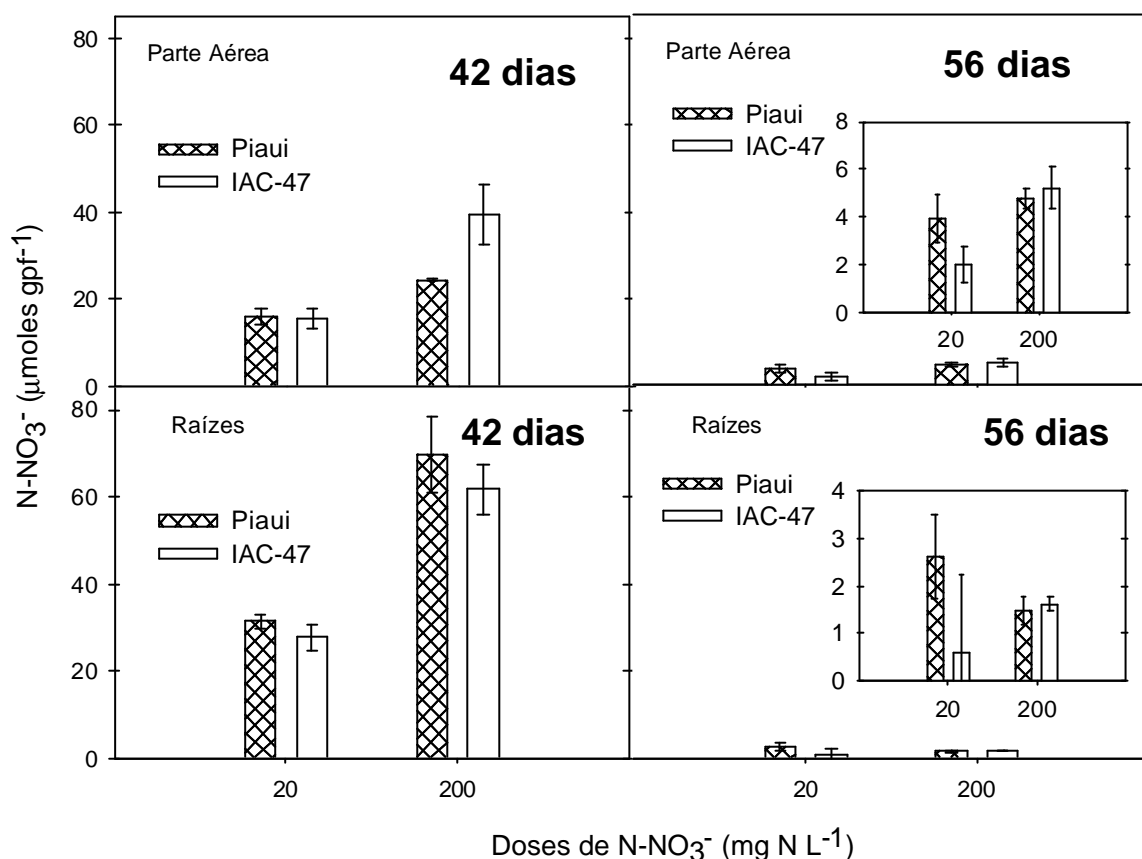 N-NO3- (μmoles gpf-1)
80
60
40
20
0
Parte Aérea
42 dias
Piaui
IAC-47
Parte Aérea
56 dias
Piaui
IAC-47
8
6
4
2
0
20
200
80
60
40
20
0
Raízes
42 dias
Piaui
IAC-47
20
200
Raízes
56 dias
Piaui
IAC-47
4
3
2
1
0
20
200
20
200
Doses de N-NO3- (mg N L-1)